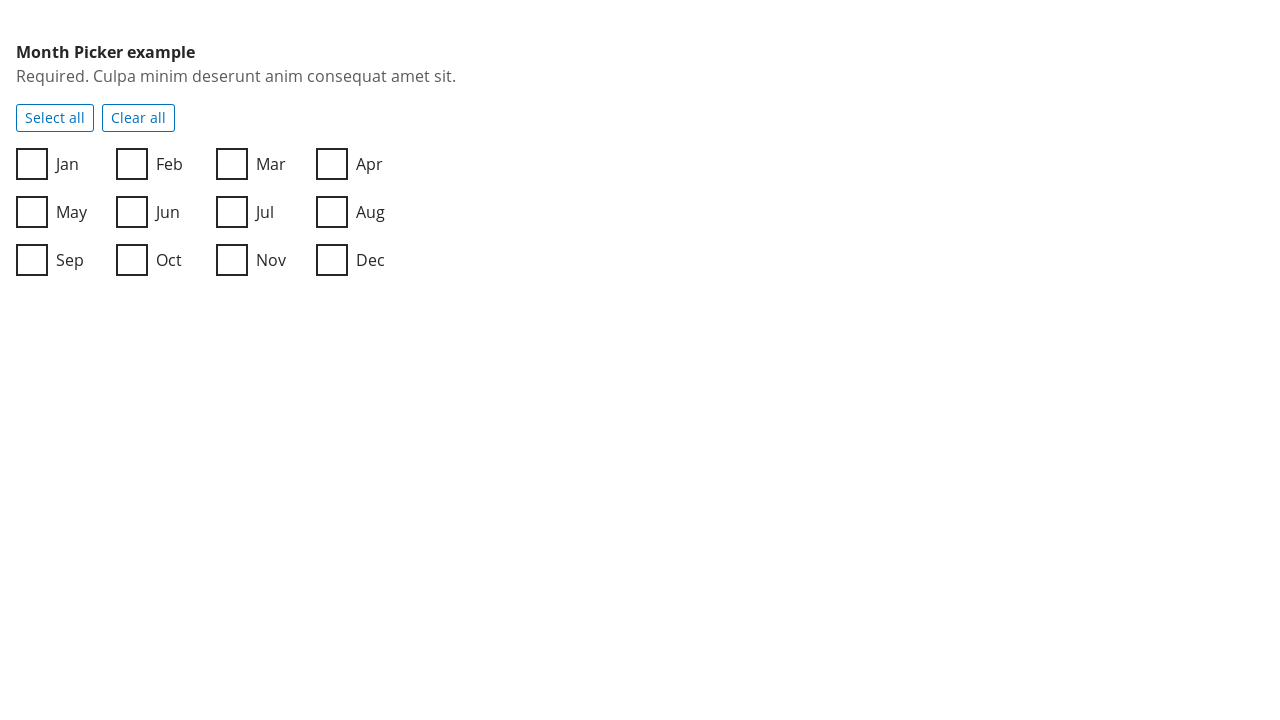 Month Picker example
Required. Culpa minim deserunt anim consequat amet sit.
Select all Clear all
Jan Feb Mar Apr
May Jun Jul Aug
Sep Oct Nov Dec